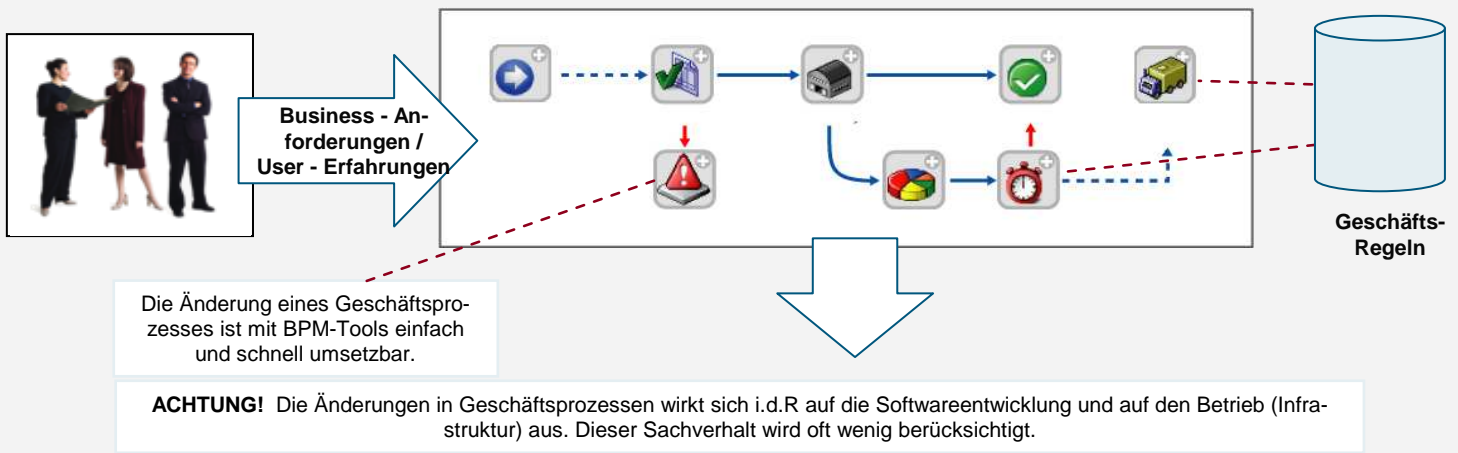 Business - An-
forderungen /
User - Erfahrungen
Geschäfts-
Regeln
Die Änderung eines Geschäftspro-
zesses ist mit BPM-Tools einfach
und schnell umsetzbar.
ACHTUNG! Die Änderungen in Geschäftsprozessen wirkt sich i.d.R auf die Softwareentwicklung und auf den Betrieb (Infra-
struktur) aus. Dieser Sachverhalt wird oft wenig berücksichtigt.